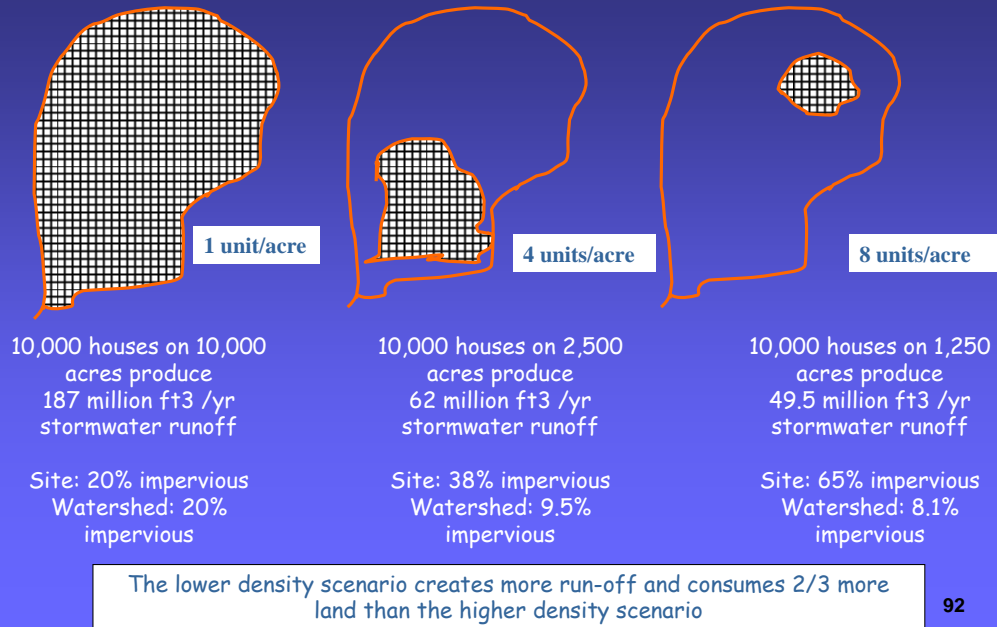 1 unit/acre
4 units/acre
8 units/acre
10,000 houses on 10,000
acres produce
187 million ft3 /yr
stormwater runoff
Site: 20% impervious
Watershed: 20%
impervious
10,000 houses on 2,500
acres produce
62 million ft3 /yr
stormwater runoff
Site: 38% impervious
Watershed: 9.5%
impervious
10,000 houses on 1,250
acres produce
49.5 million ft3 /yr
stormwater runoff
Site: 65% impervious
Watershed: 8.1%
impervious
The lower density scenario creates more run-off and consumes 2/3 more
land than the higher density scenario
92